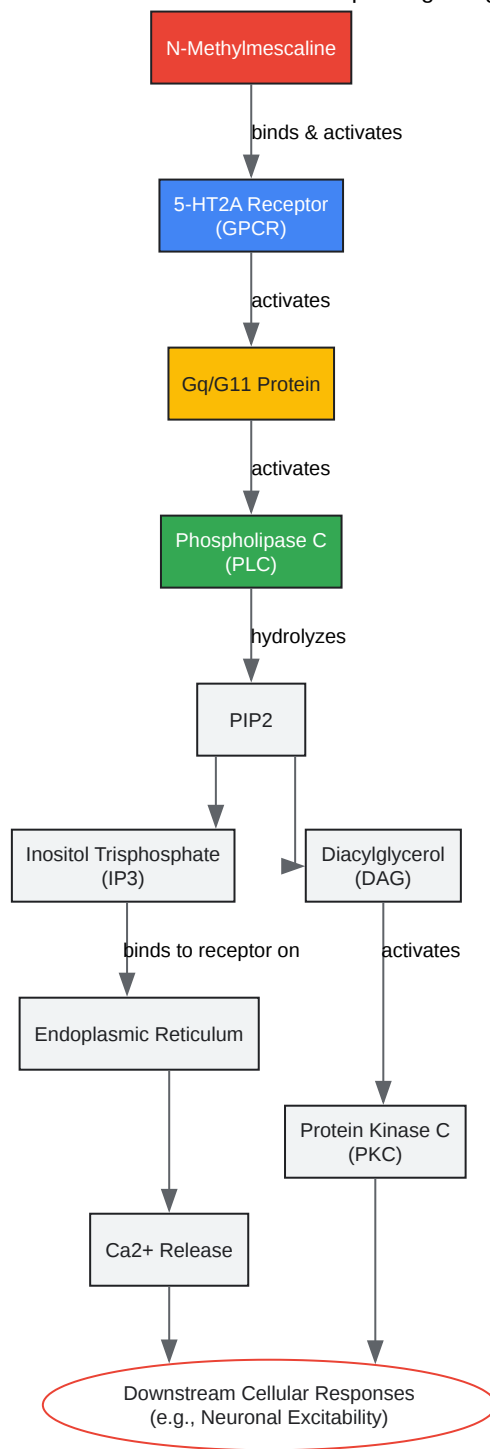 N-Methylmescaline
binds & activates
5-HT2A Receptor
(GPCR)
activates
Gq/G11 Protein
activates
Phospholipase C
(PLC)
hydrolyzes
PIP2
Inositol Trisphosphate
(IP3)
Diacylglycerol
(DAG)
binds to receptor on
activates
Endoplasmic Reticulum
Protein Kinase C
(PKC)
Ca2+ Release
Downstream Cellular Responses
(e.g., Neuronal Excitability)